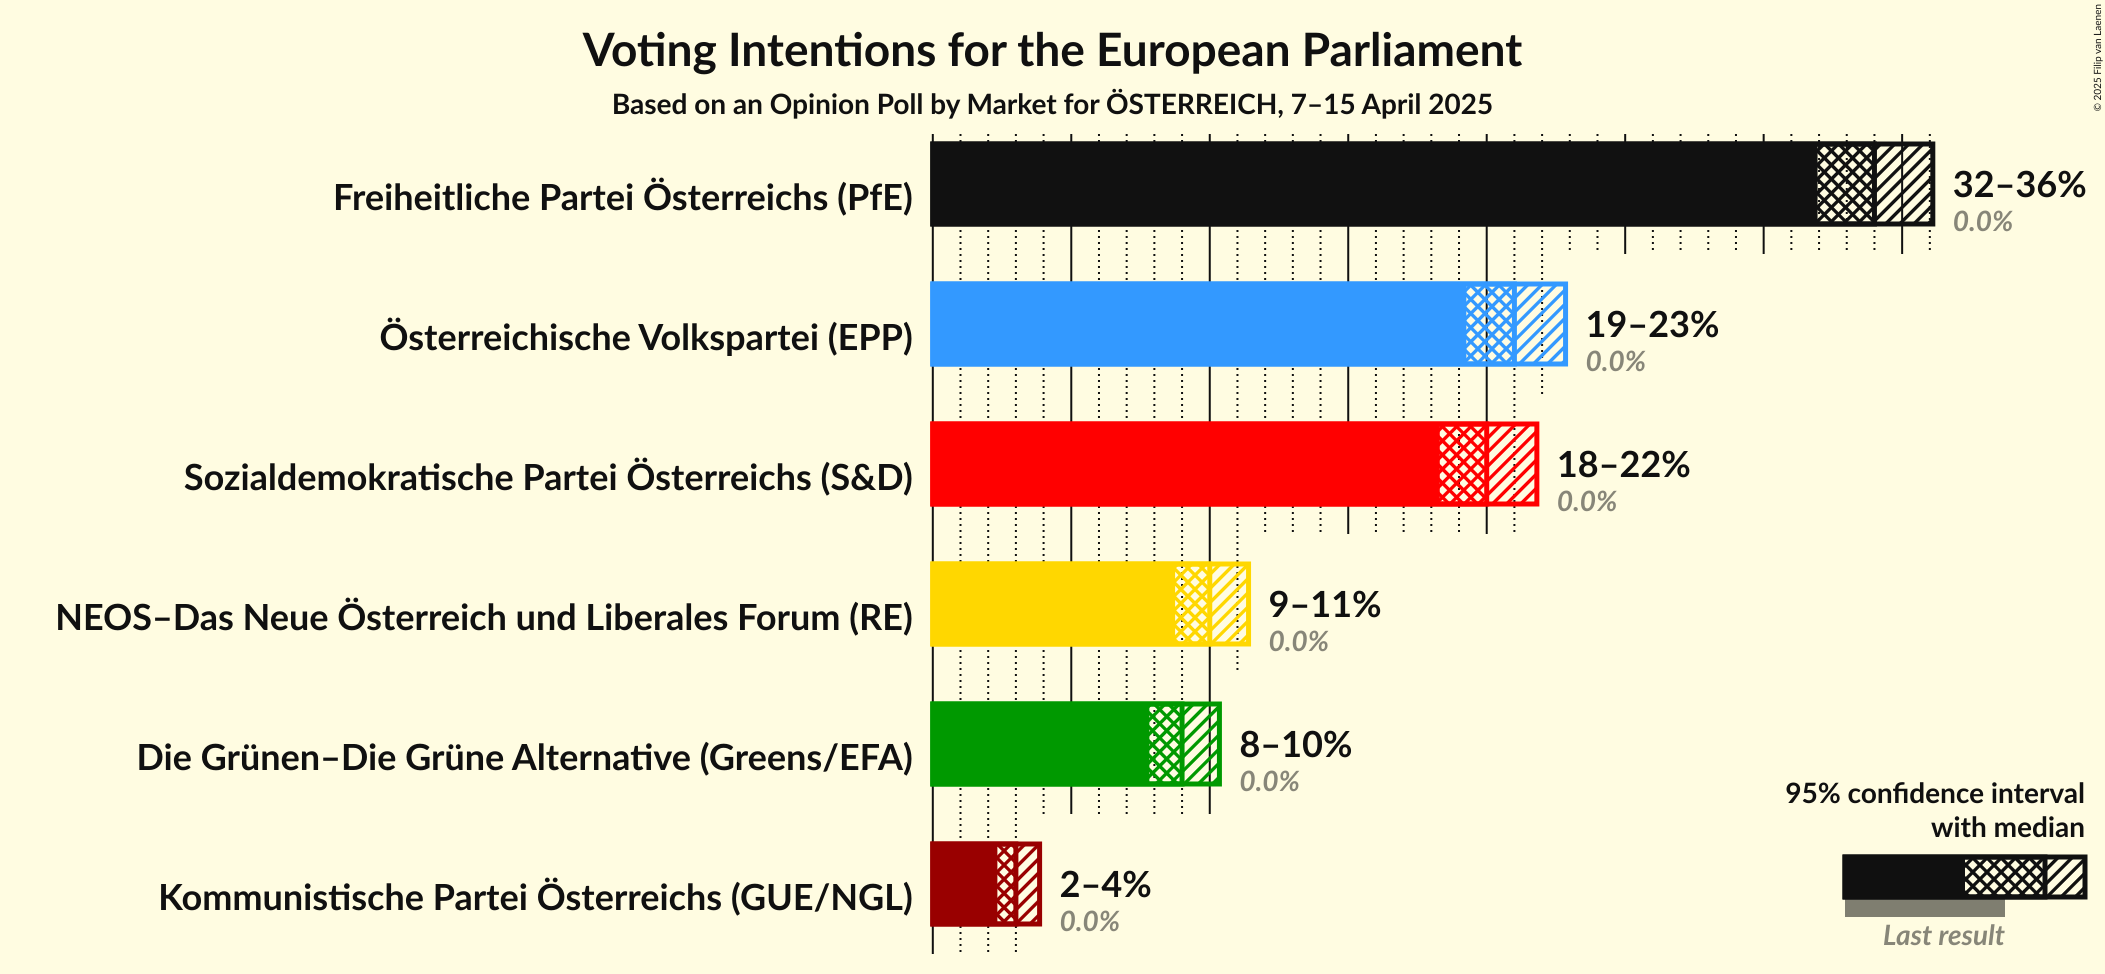 Voting Intentions for the European Parliament
Based on an Opinion Poll by Market for ÖSTERREICH, 7–15 April 2025
© 2025 Filip van Laenen
Freiheitliche Partei Österreichs (PfE)
32–36%
0.0%
Österreichische Volkspartei (EPP)
19–23%
0.0%
Sozialdemokratische Partei Österreichs (S&D)
18–22%
0.0%
NEOS–Das Neue Österreich und Liberales Forum (RE)
9–11%
0.0%
Die Grünen–Die Grüne Alternative (Greens/EFA)
8–10%
0.0%
Kommunistische Partei Österreichs (GUE/NGL)
2–4%
0.0%
95% confidence interval
with median
Last result